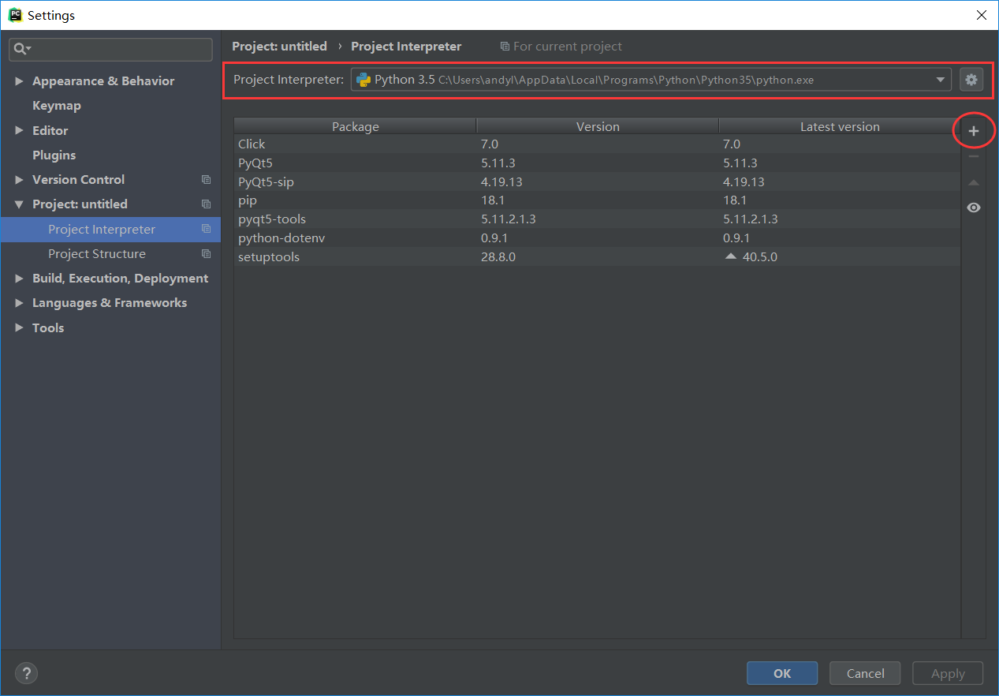 Settings
Appearance & Behavior
Keymap
Editor
Plugins
Version Control
Project: untitled
Project Interpreter
Project Structure
Build, Execution, Deployment
Languages & Frameworks
Tools
Project: untitled › Project Interpreter For current project
Project Interpreter: Python 3.5 C:\Users\andyl\AppData\Local\Programs\Python\Python35\python.exe
Package Version Latest version
Click 7.0 7.0
PyQt5 5.11.3 5.11.3
PyQt5-sip 4.19.13 4.19.13
pip 18.1 18.1
pyqt5-tools 5.11.2.1.3 5.11.2.1.3
python-dotenv 0.9.1 0.9.1
setuptools 28.8.0 40.5.0
? OK Cancel Apply